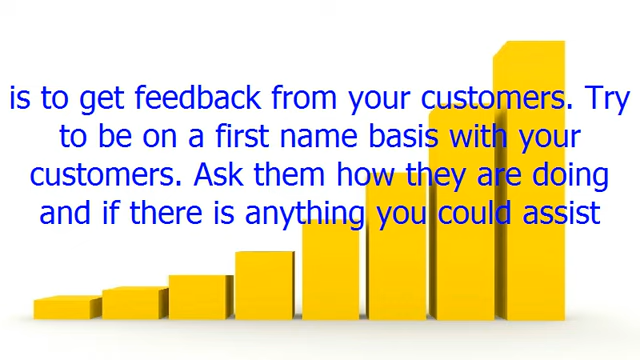 is to get feedback from your customers. Try
to be on a first name basis with your
customers. Ask them how they are doing
and if there is anything you could assist